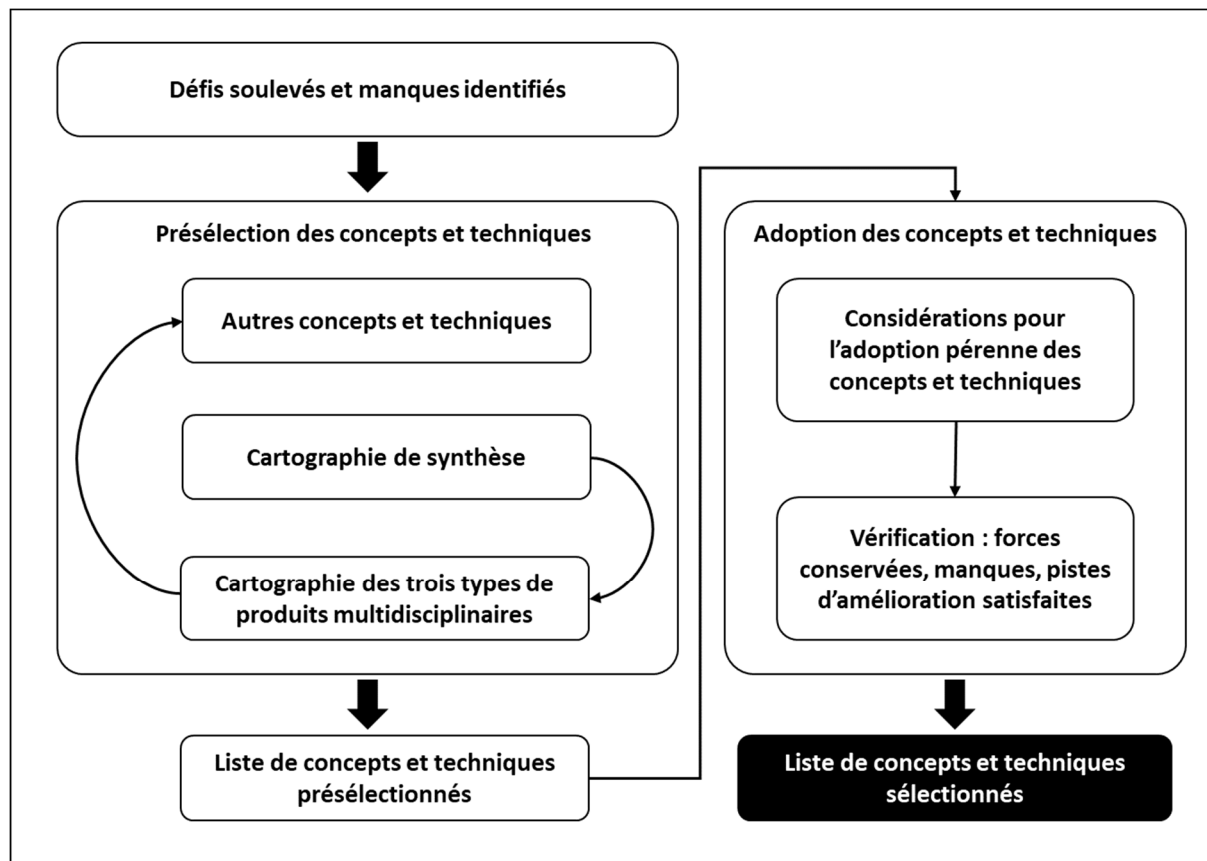 Défis soulevés et manques identifiés
Présélection des concepts et techniques
Autres concepts et techniques
Cartographie de synthèse
Cartographie des trois types de
produits multidisciplinaires
Liste de concepts et techniques
présélectionnés
Adoption des concepts et techniques
Considérations pour
l'adoption pérenne des
concepts et techniques
Vérification : forces
conservées, manques, pistes
d'amélioration satisfaites
Liste de concepts et techniques
sélectionnés